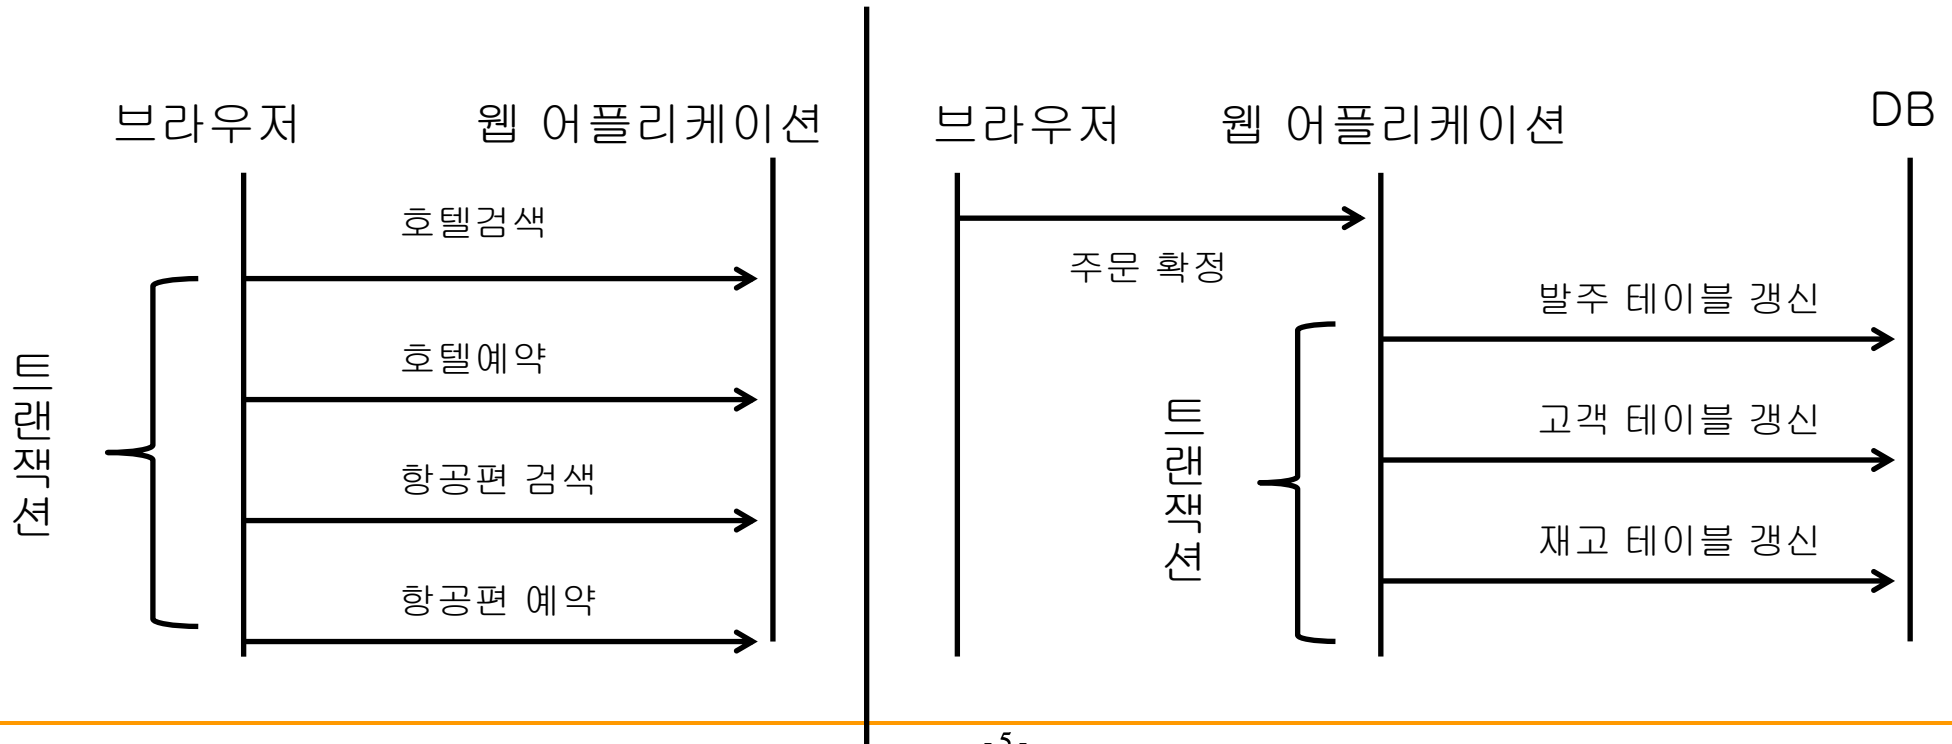 브라우저
웹 어플리케이션
호텔검색
호텔예약
항공편 검색
항공편 예약
트랜잭션
브라우저
웹 어플리케이션
DB
주문 확정
발주 테이블 갱신
고객 테이블 갱신
재고 테이블 갱신
트랜잭션
- 5 -